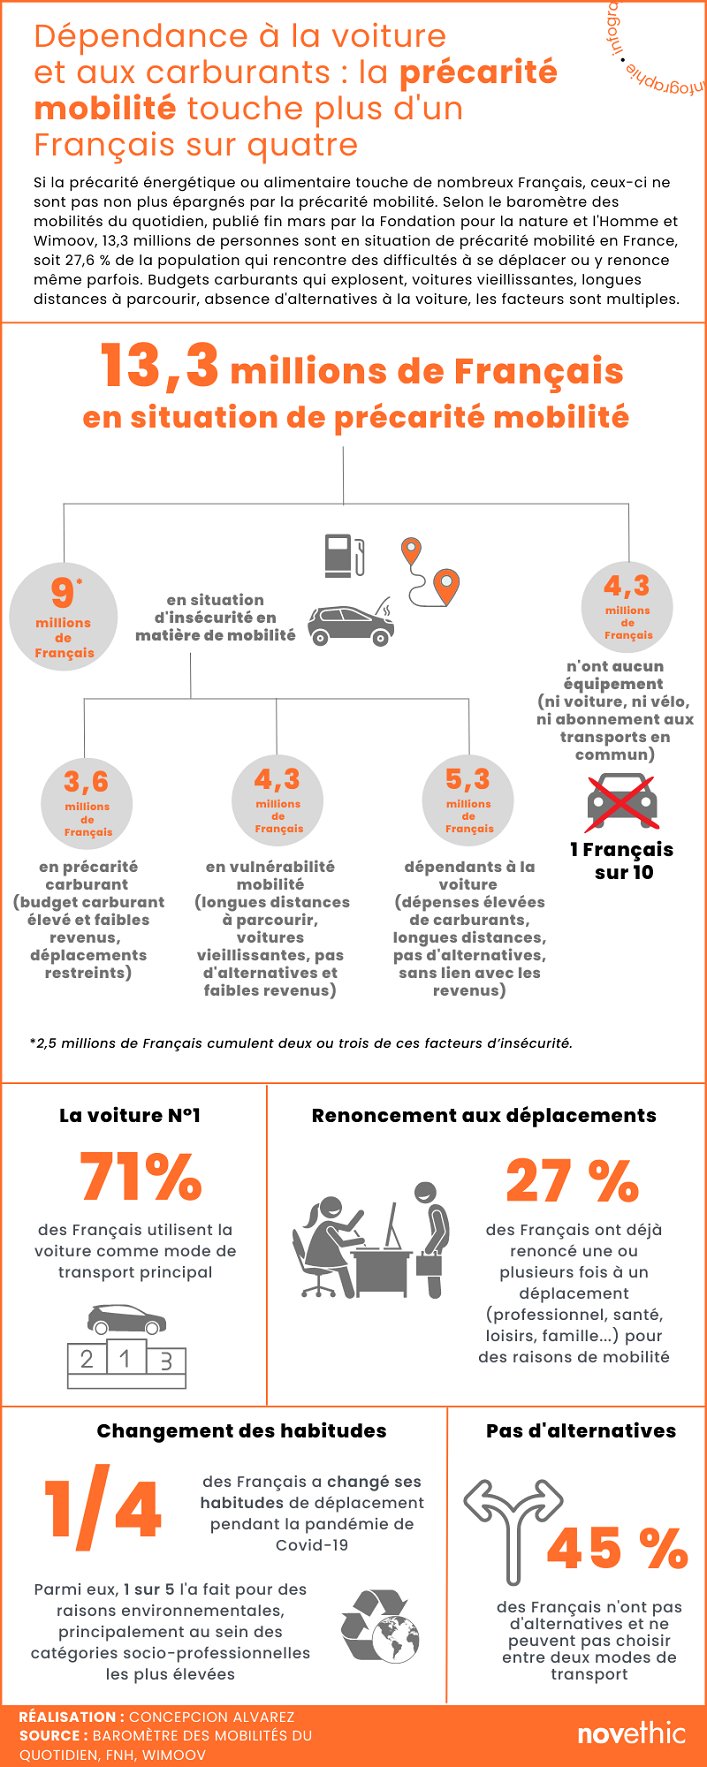 infographie • infogra
Dépendance à la voiture
et aux carburants : la précarité
mobilité touche plus d'un
Français sur quatre
Si la précarité énergétique ou alimentaire touche de nombreux Français, ceux-ci ne
sont pas non plus épargnés par la précarité mobilité. Selon le baromètre des
mobilités du quotidien, publié fin mars par la Fondation pour la nature et l'Homme et
Wimoov, 13,3 millions de personnes sont en situation de précarité mobilité en France,
soit 27,6 % de la population qui rencontre des difficultés à se déplacer ou y renonce
même parfois. Budgets carburants qui explosent, voitures vieillissantes, longues
distances à parcourir, absence d'alternatives à la voiture, les facteurs sont multiples.
13,3 millions de Français
en situation de précarité mobilité
9*
millions
de
Français
en situation
d'insécurité en
matière de mobilité
4,3
millions
de
Français
n'ont aucun
équipement
(ni voiture, ni vélo,
ni abonnement aux
transports en
commun)
1 Français
sur 10
3,6
millions
de
Français
en précarité
carburant
(budget carburant
élevé et faibles
revenus,
déplacements
restreints)
4,3
millions
de
Français
en vulnérabilité
mobilité
(longues distances
à parcourir,
voitures
vieillissantes, pas
d'alternatives et
faibles revenus)
5,3
millions
de
Français
dépendants à la
voiture
(dépenses élevées
de carburants,
longues distances,
pas d'alternatives,
sans lien avec les
revenus)
*2,5 millions de Français cumulent deux ou trois de ces facteurs d’insécurité.
La voiture N°1
71%
des Français utilisent la
voiture comme mode de
transport principal
2 1 3
Renoncement aux déplacements
27 %
des Français ont déjà
renoncé une ou
plusieurs fois à un
déplacement
(professionnel, santé,
loisirs, famille...) pour
des raisons de mobilité
Changement des habitudes
1/4
des Français a changé ses
habitudes de déplacement
pendant la pandémie de
Covid-19
Parmi eux, 1 sur 5 l'a fait pour des
raisons environnementales,
principalement au sein des
catégories socio-professionnelles
les plus élevées
Pas d'alternatives
45 %
des Français n'ont pas
d'alternatives et ne
peuvent pas choisir
entre deux modes de
transport
RÉALISATION : CONCEPCION ALVAREZ
SOURCE : BAROMÈTRE DES MOBILITÉS DU
QUOTIDIEN, FNH, WIMOOV
novethic